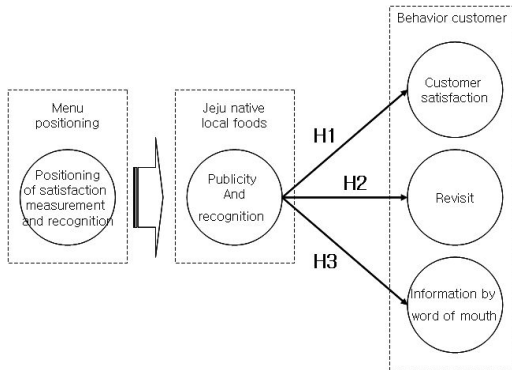 Behavior customer
Menu
positioning
Positioning
of satisfaction
measurement
and recognition
Jeju native
local foods
Publicity
And
recognition
H1
H2
H3
Customer
satisfaction
Revisit
Information by
word of mouth